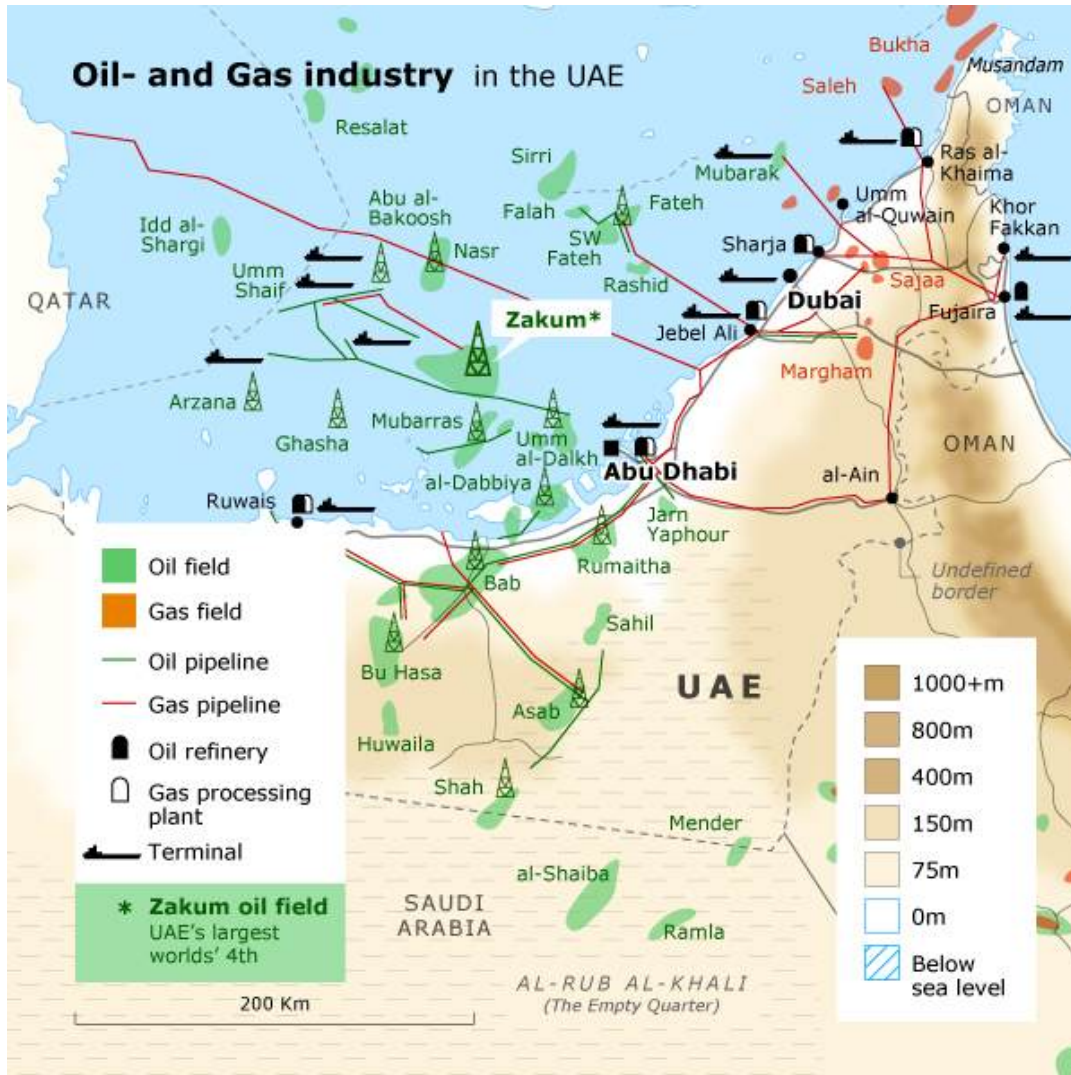 Oil- and Gas industry in the UAE
Bukha
Musandam
Saleh
OMAN
Resalat
Sirri
Mubarak
Ras al-
Khaima
Abu al-
Bakoosh
Falah
Fateh
Umm
al-Quwain
Khor
Fakkan
Idd al-
Shargi
Nasr
SW
Fateh
Sharja
Umm
Shaif
Rashid
Sajaa
QATAR
Dubai
Fujaira
Zakum*
Jebel Ali
Margham
Arzana
Mubarras
Ghasha
Umm
al-Dalkh
OMAN
Abu Dhabi
al-Ain
al-Dabbiya
Ruwais
Jarn
Yaphour
Rumaitha
Bab
Undefined
border
Sahil
Bu Hasa
UAE
Asab
Huwaila
Shah
Mender
al-Shaiba
SAUDI
ARABIA
Ramla
AL-RUB AL-KHALI
(The Empty Quarter)
Oil field
Gas field
Oil pipeline
Gas pipeline
Oil refinery
Gas processing
plant
Terminal
* Zakum oil field
UAE's largest
worlds' 4th
200 Km
1000+m
800m
400m
150m
75m
0m
Below
sea level